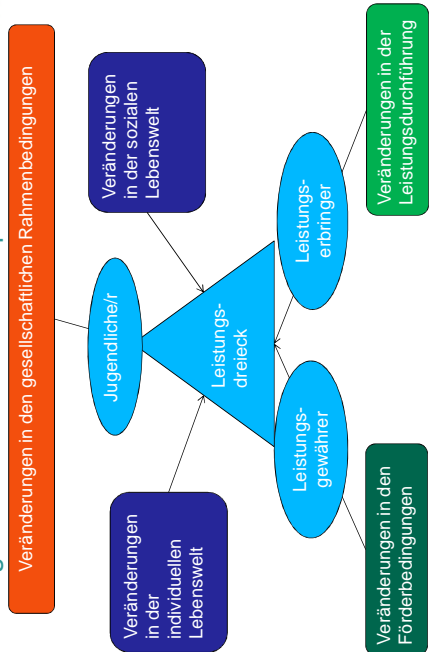 Veränderungen in den gesellschaftlichen Rahmenbedingungen
Jugendliche/r
Veränderungen
in der
individuellen
Lebenswelt
Veränderungen
in der sozialen
Lebenswelt
Leistungs-
dreieck
Leistungs-
gewährer
Leistungs-
erbringer
Veränderungen in den
Förderbedingungen
Veränderungen in der
Leistungsdurchführung